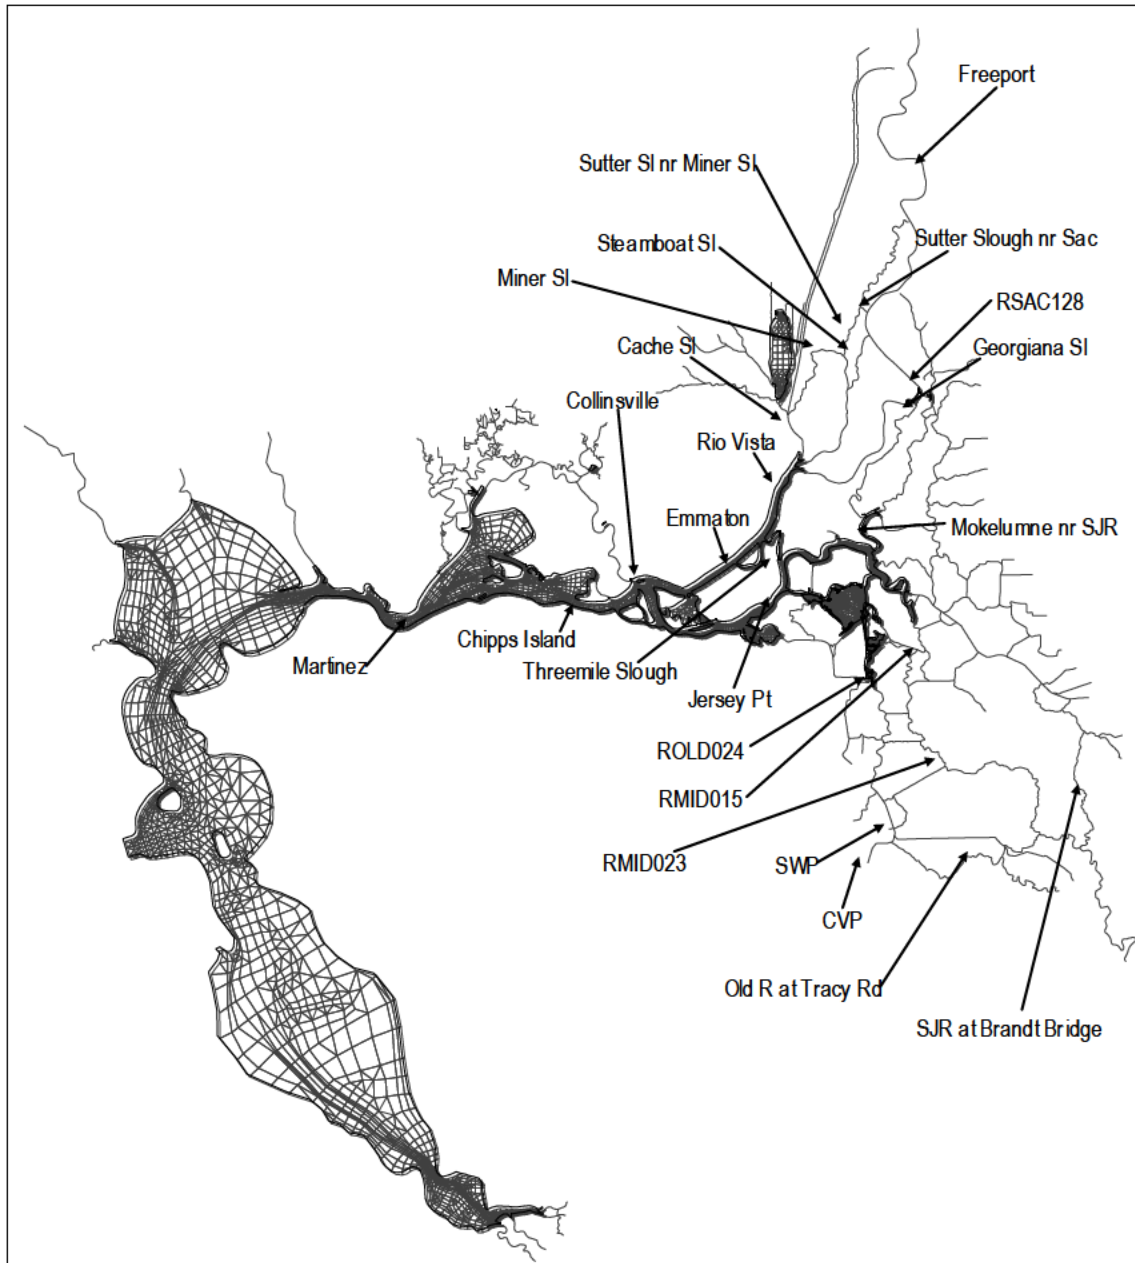 Freeport
Sutter Sl nr Miner Sl
Steamboat Sl
Sutter Slough nr Sac
Miner Sl
RSAC128
Cache Sl
Georgiana Sl
Collinsville
Rio Vista
Emmaton
Mokelumne nr SJR
Chipps Island
Martinez
Threemile Slough
Jersey Pt
ROLD024
RMID015
RMID023
SWP
CVP
Old R at Tracy Rd
SJR at Brandt Bridge